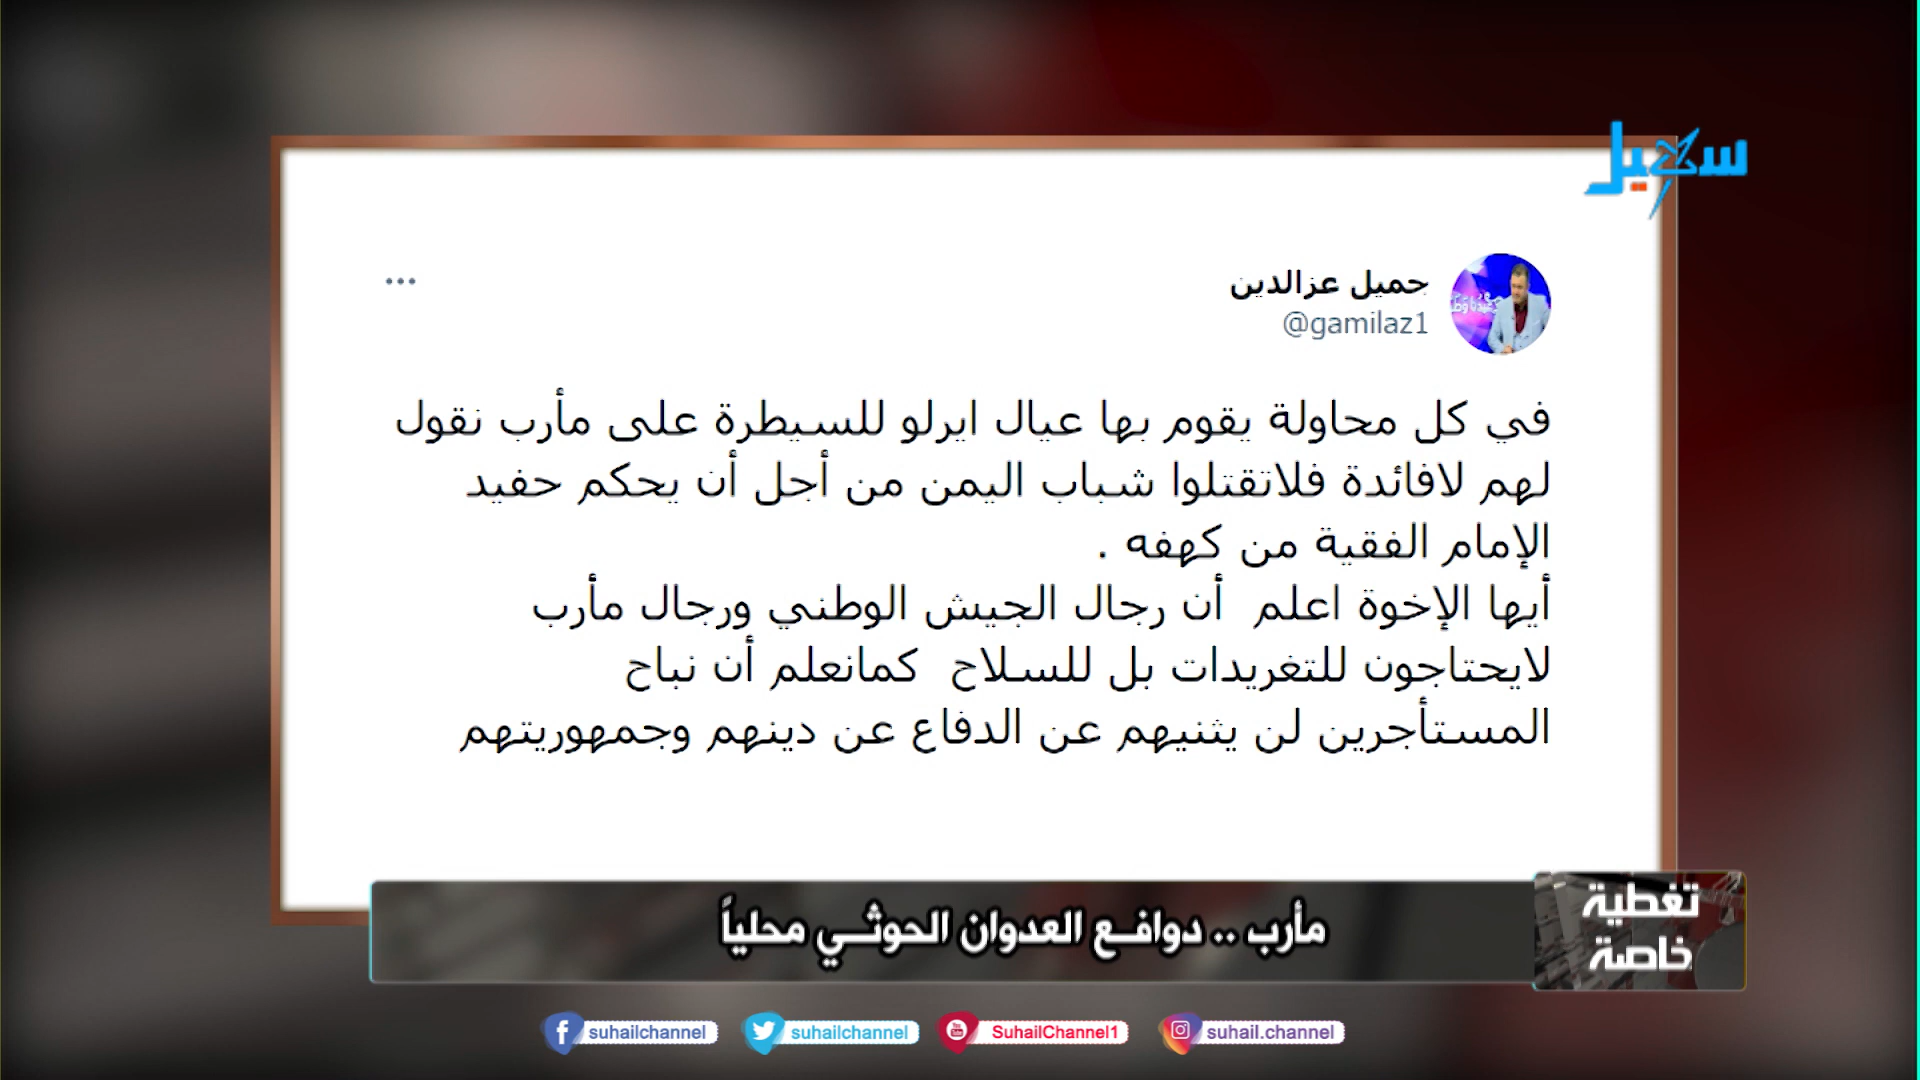 سهيل
جميل عزالدين
@gamilaz1
في كل محاولة يقوم بها عيال ايرلو للسيطرة على مأرب نقول
لهم لافائدة فلاتقتلوا شباب اليمن من أجل أن يحكم حفيد
الإمام الفقية من كهفه .
أيها الإخوة اعلم أن رجال الجيش الوطني ورجال مأرب
لايحتاجون للتغريدات بل للسلاح كمانعلم أن نباح
المستأجرين لن يثنيهم عن الدفاع عن دينهم وجمهوريتهم
تغطية
خاصة
مأرب .. دوافع العدوان الحوثي محلياً
suhailchannel
suhailchannel
SuhailChannel1
suhail.channel